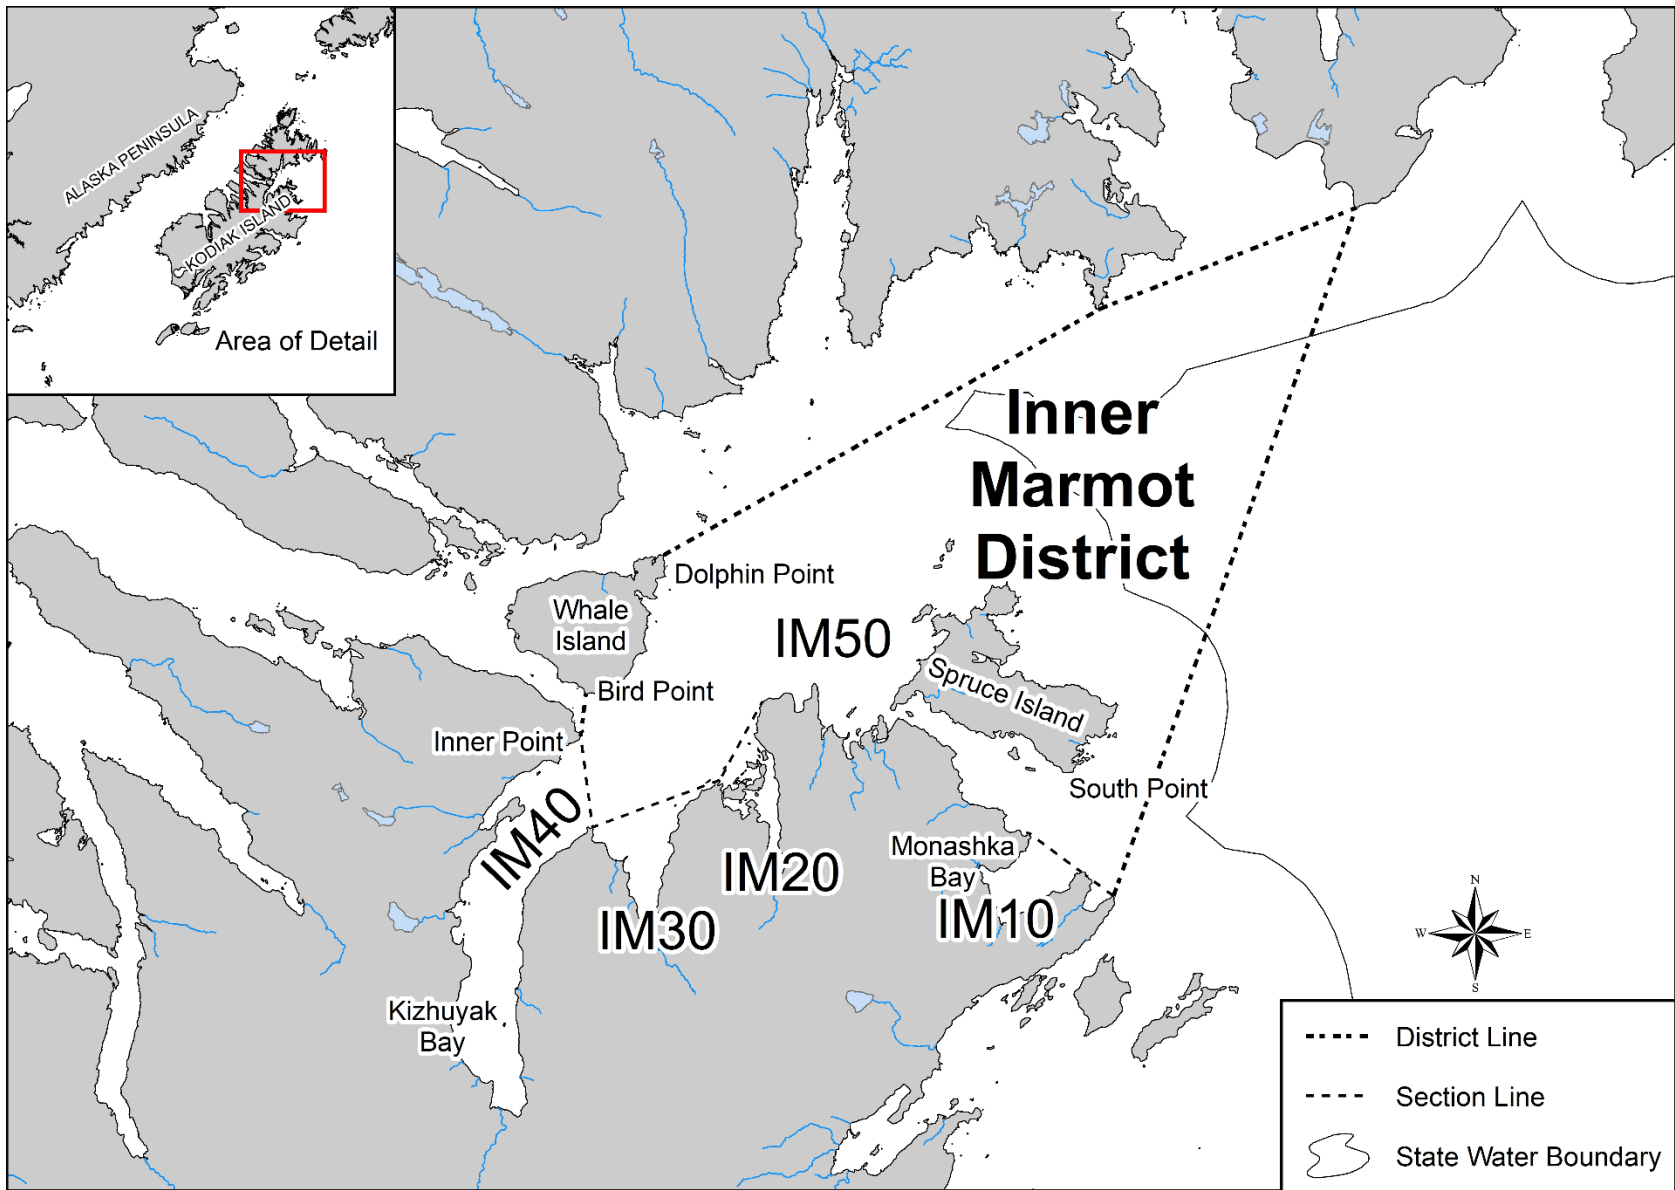 ALASKA PENINSULA
KODIAK ISLAND
Area of Detail
Inner
Marmot
District
Dolphin Point
Whale
Island
IM50
Spruce Island
Bird Point
Inner Point
South Point
IM40
Monashka
Bay
IM20
IM30
IM10
Kizhuyak
Bay
N
W
E
S
District Line
Section Line
State Water Boundary